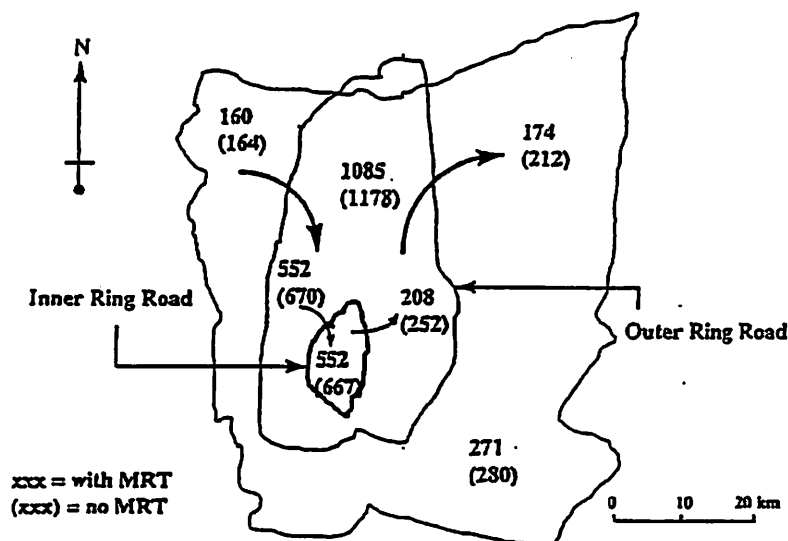 N
160
(164)
174
(212)
1085
(1178)
552
(670)
208
(252)
Inner Ring Road
Outer Ring Road
552
(667)
271
(280)
xxx = with MRT
(xxx) = no MRT
0 10 20 km